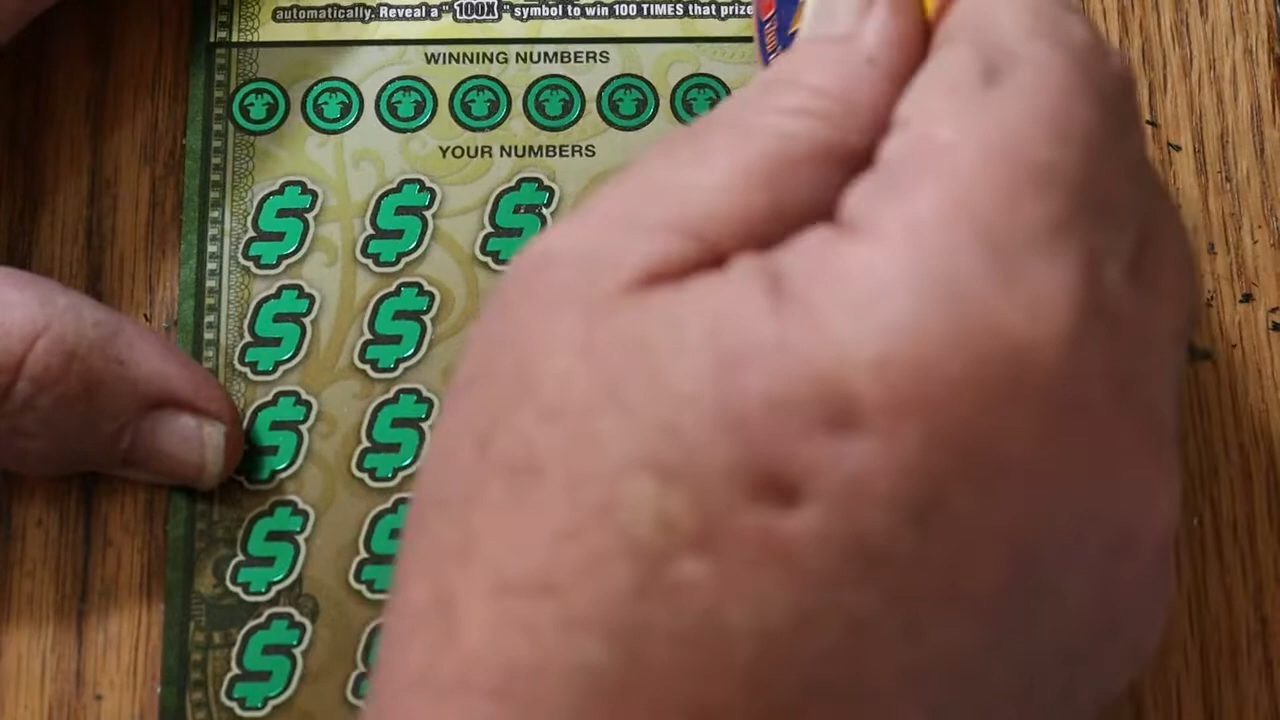 automatically. Reveal a "100X" symbol to win 100 TIMES that prize
WINNING NUMBERS
YOUR NUMBERS
$ $ $
$ $
$ $
$ $
$